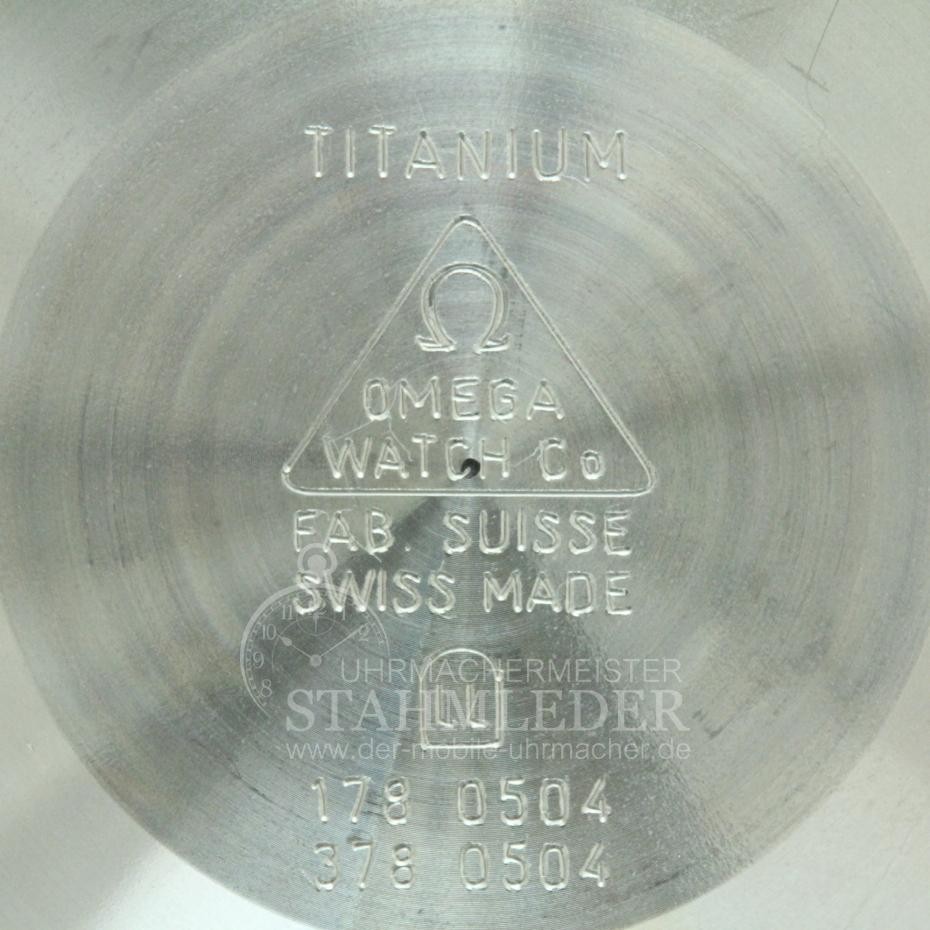 TITANIUM
Ω
OMEGA
WATCH Co
FAB. SUISSE
SWISS MADE
UHRMACHERMEISTER
STAHMLEDER
www.der-mobile-uhrmacher.de
178 0504
378 0504